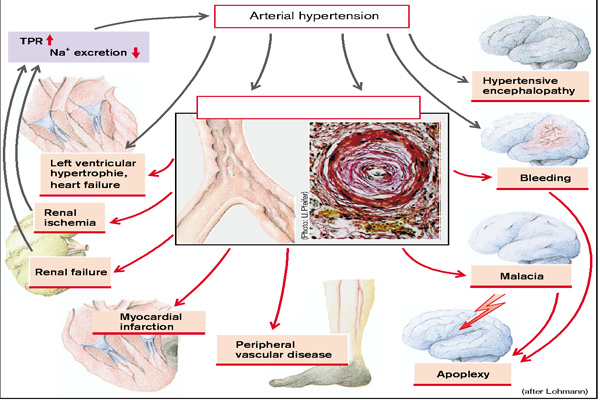 Arterial hypertension
TPR
Na+ excretion
Hypertensive
encephalopathy
Left ventricular
hypertrophie,
heart failure
(Photo: U. Pfeifer)
Bleeding
Renal
ischemia
Renal failure
Malacia
Myocardial
infarction
Peripheral
vascular disease
Apoplexy
(after Lohmann)